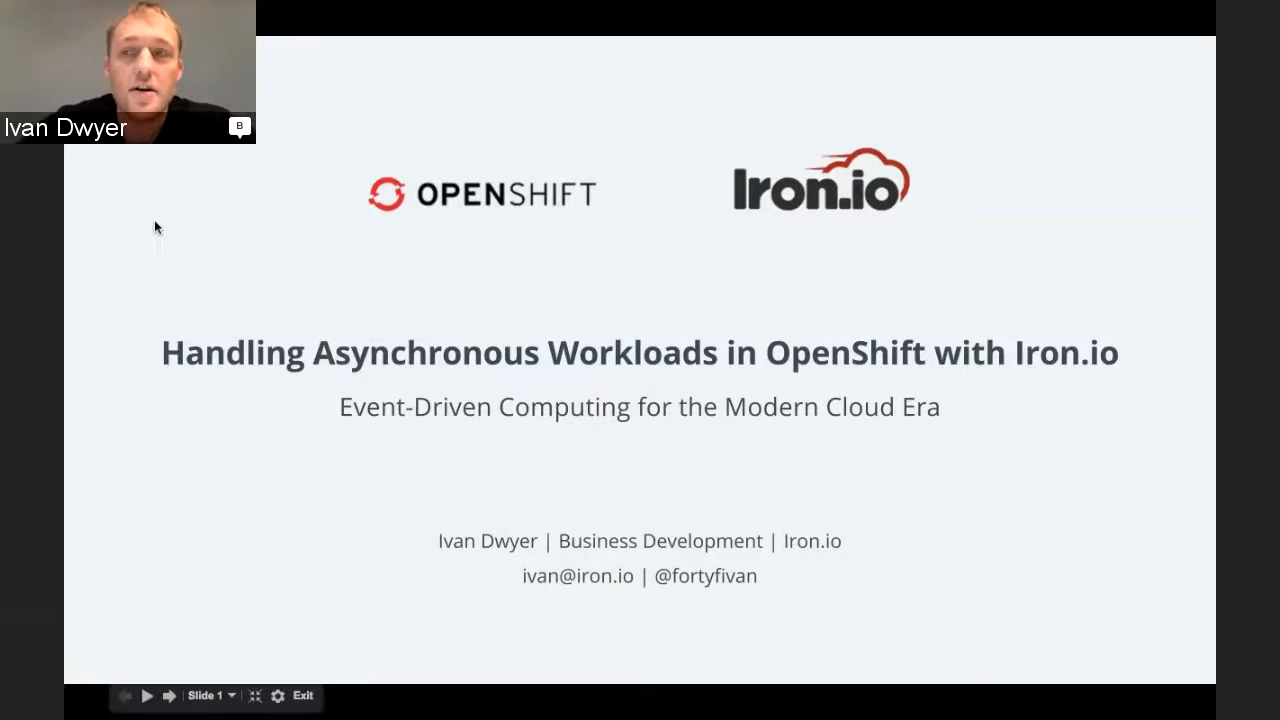 Ivan Dwyer
B
OPENSHIFT
Iron.io
Handling Asynchronous Workloads in OpenShift with Iron.io
Event-Driven Computing for the Modern Cloud Era
Ivan Dwyer | Business Development | Iron.io
ivan@iron.io | @fortyfivan
Slide 1
Exit